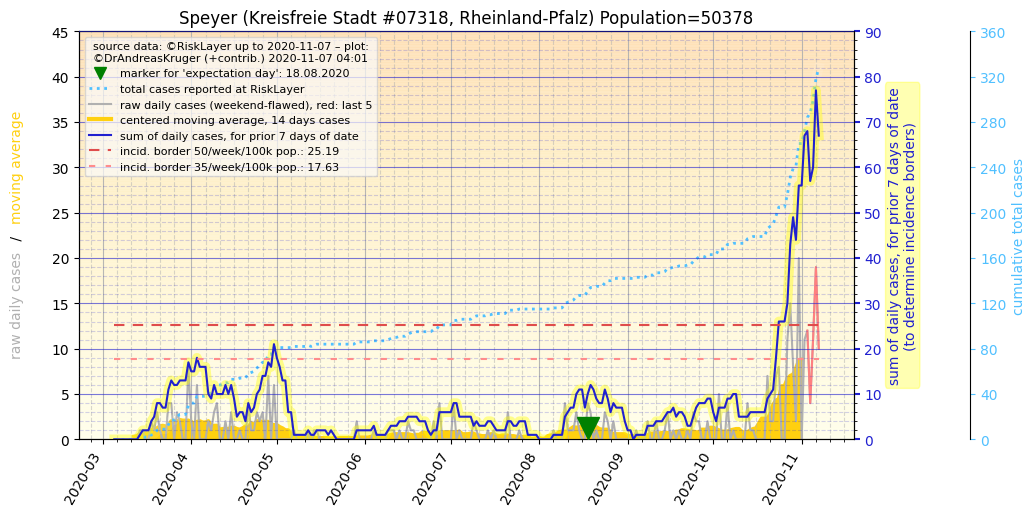 Speyer (Kreisfreie Stadt #07318, Rheinland-Pfalz) Population=50378
source data: ©RiskLayer up to 2020-11-07 – plot:
©DrAndreasKruger (+contrib.) 2020-11-07 04:01
marker for 'expectation day': 18.08.2020
total cases reported at RiskLayer
raw daily cases (weekend-flawed), red: last 5
centered moving average, 14 days cases
sum of daily cases, for prior 7 days of date
incid. border 50/week/100k pop.: 25.19
incid. border 35/week/100k pop.: 17.63
raw daily cases / moving average
45
40
35
30
25
20
15
10
5
0
2020-03
2020-04
2020-05
2020-06
2020-07
2020-08
2020-09
2020-10
2020-11
90
80
70
60
50
40
30
20
10
0
sum of daily cases, for prior 7 days of date
(to determine incidence borders)
360
320
280
240
200
160
120
80
40
0
cumulative total cases